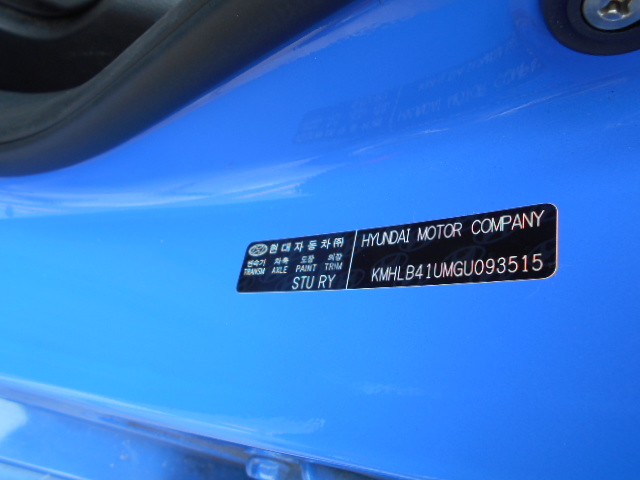 현대자동차㈜
변속기 차축 도장 의장
TRANSM AXLE PAINT TRIM
STU RY
HYUNDAI MOTOR COMPANY
KMHLB41UMGU093515